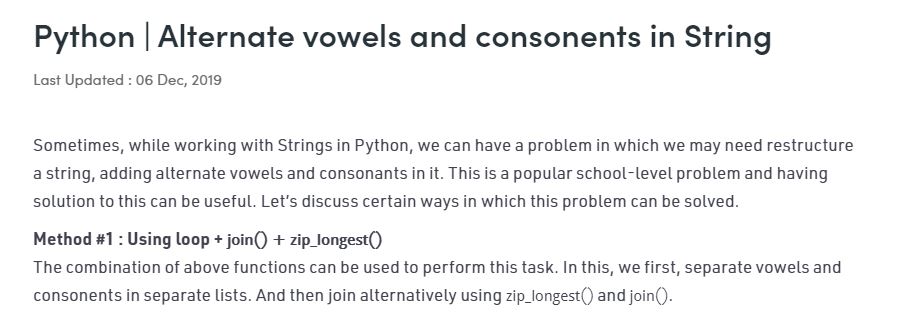 Python | Alternate vowels and consonents in String
Last Updated : 06 Dec, 2019
Sometimes, while working with Strings in Python, we can have a problem in which we may need restructure
a string, adding alternate vowels and consonants in it. This is a popular school-level problem and having
solution to this can be useful. Let's discuss certain ways in which this problem can be solved.
Method #1 : Using loop + join() + zip_longest()
The combination of above functions can be used to perform this task. In this, we first, separate vowels and
consonents in separate lists. And then join alternatively using zip_longest() and join().